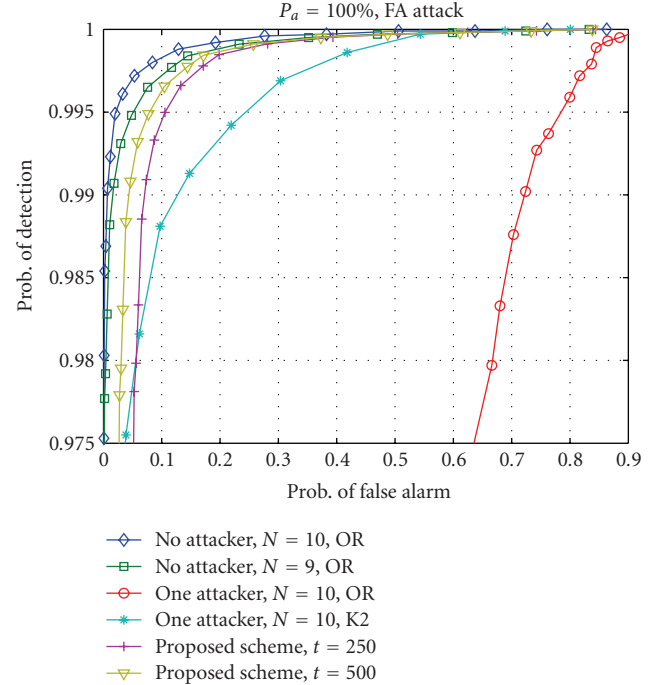 P_a = 100%, FA attack
1
0.995
0.99
0.985
0.98
0.975
Prob. of detection
0 0.1 0.2 0.3 0.4 0.5 0.6 0.7 0.8 0.9
Prob. of false alarm
No attacker, N = 10, OR
No attacker, N = 9, OR
One attacker, N = 10, OR
One attacker, N = 10, K2
Proposed scheme, t = 250
Proposed scheme, t = 500